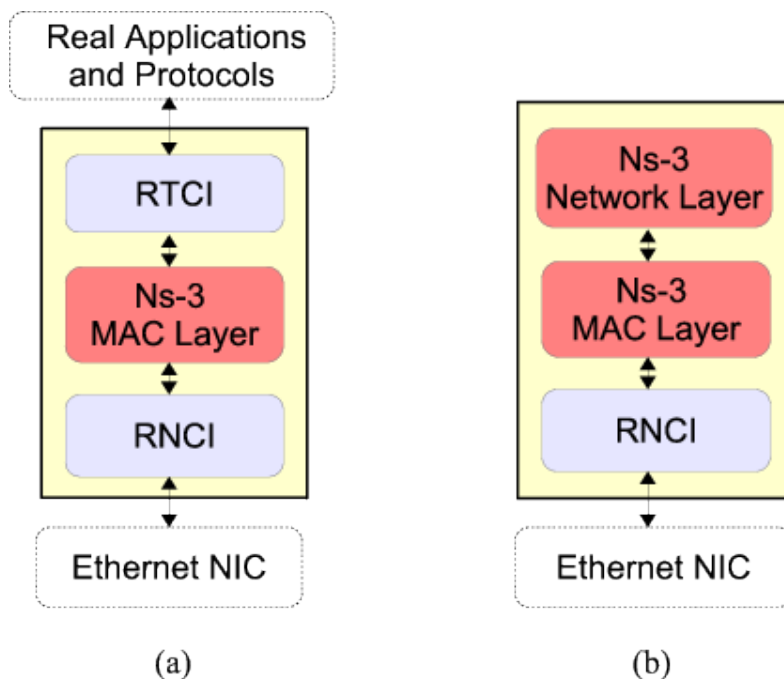 Real Applications
and Protocols
RTCI
Ns-3
MAC Layer
RNCI
Ethernet NIC
(a)
Ns-3
Network Layer
Ns-3
MAC Layer
RNCI
Ethernet NIC
(b)